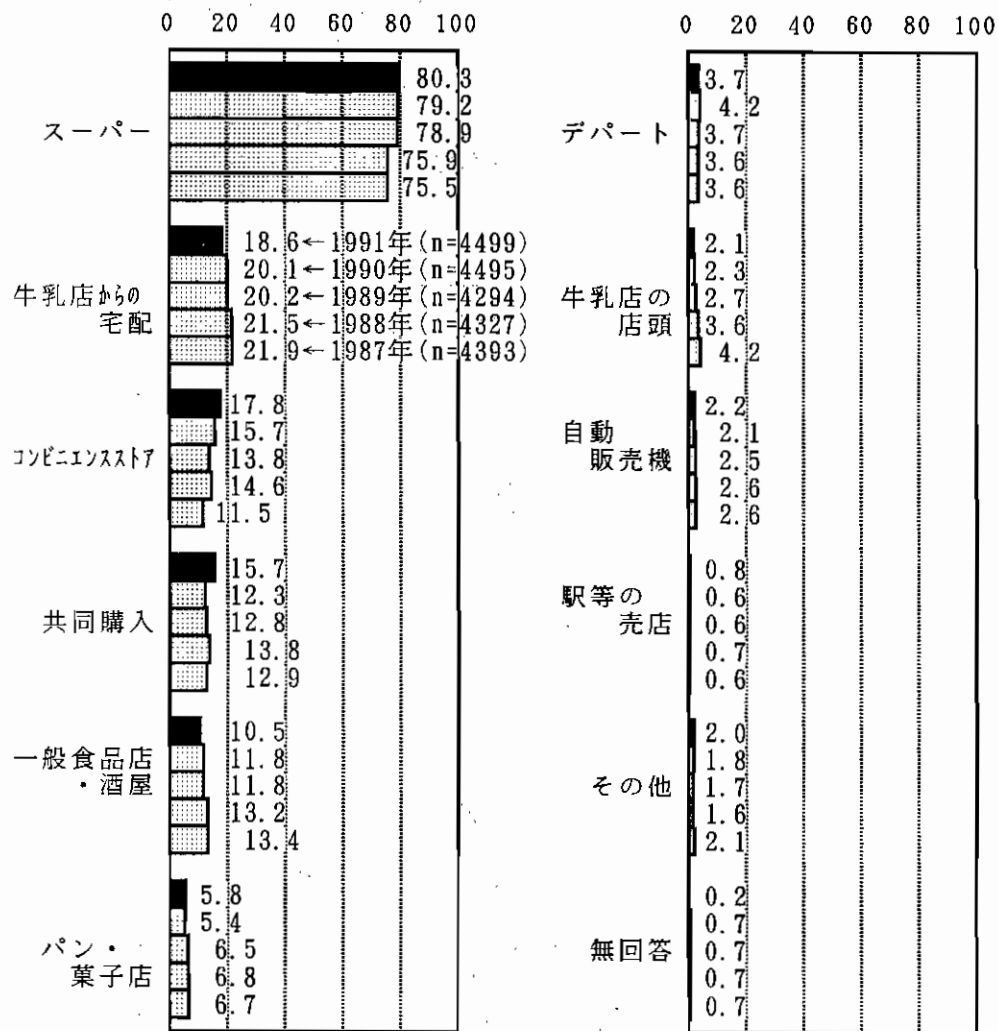 0 20 40 60 80 100
スーパー
80.3
79.2
78.9
75.9
75.5
牛乳店からの
宅配
18.6←1991年(n=4499)
20.1←1990年(n=4495)
20.2←1989年(n=4294)
21.5←1988年(n=4327)
21.9←1987年(n=4393)
コンビニエンスストア
17.8
15.7
13.8
14.6
11.5
共同購入
15.7
12.3
12.8
13.8
12.9
一般食品店
・酒屋
10.5
11.8
11.8
13.2
13.4
パン・
菓子店
5.8
5.4
6.5
6.8
6.7
0 20 40 60 80 100
デパート
3.7
4.2
3.7
3.6
3.6
牛乳店の
店頭
2.1
2.3
2.7
3.6
4.2
自動
販売機
2.2
2.1
2.5
2.6
2.6
駅等の
売店
0.8
0.6
0.6
0.7
0.6
その他
2.0
1.8
1.7
1.6
2.1
無回答
0.2
0.7
0.7
0.7
0.7